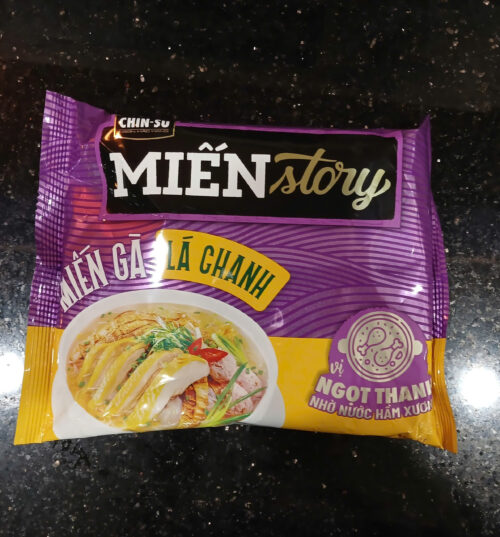 CHIN-SU
MIẾN story
MIẾN GÀ LÁ CHANH
vị
NGỌT THANH
NHỜ NƯỚC HẦM XƯƠNG